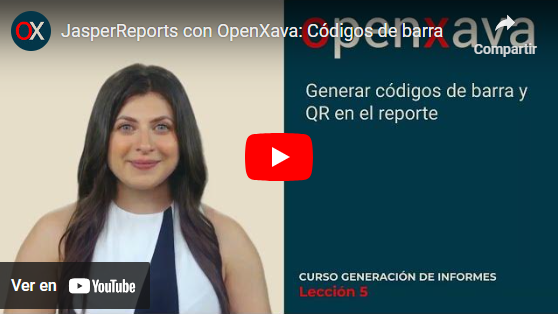 OX
JasperReports con OpenXava: Códigos de barra
openxava
Compartir
Generar códigos de barra y
QR en el reporte
CURSO GENERACIÓN DE INFORMES
Lección 5
Ver en YouTube